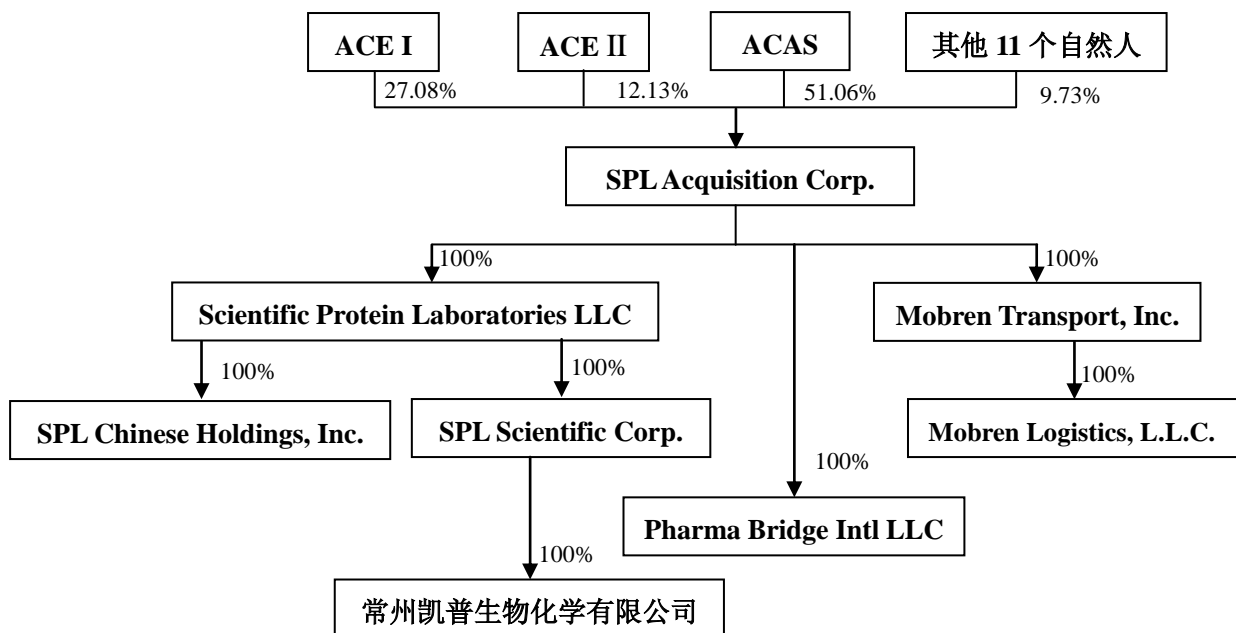 ACE I
ACE Ⅱ
ACAS
其他 11 个自然人
27.08%
12.13%
51.06%
9.73%
SPL Acquisition Corp.
100%
100%
Scientific Protein Laboratories LLC
Mobren Transport, Inc.
100%
100%
100%
SPL Chinese Holdings, Inc.
SPL Scientific Corp.
Mobren Logistics, L.L.C.
100%
Pharma Bridge Intl LLC
100%
常州凯普生物化学有限公司